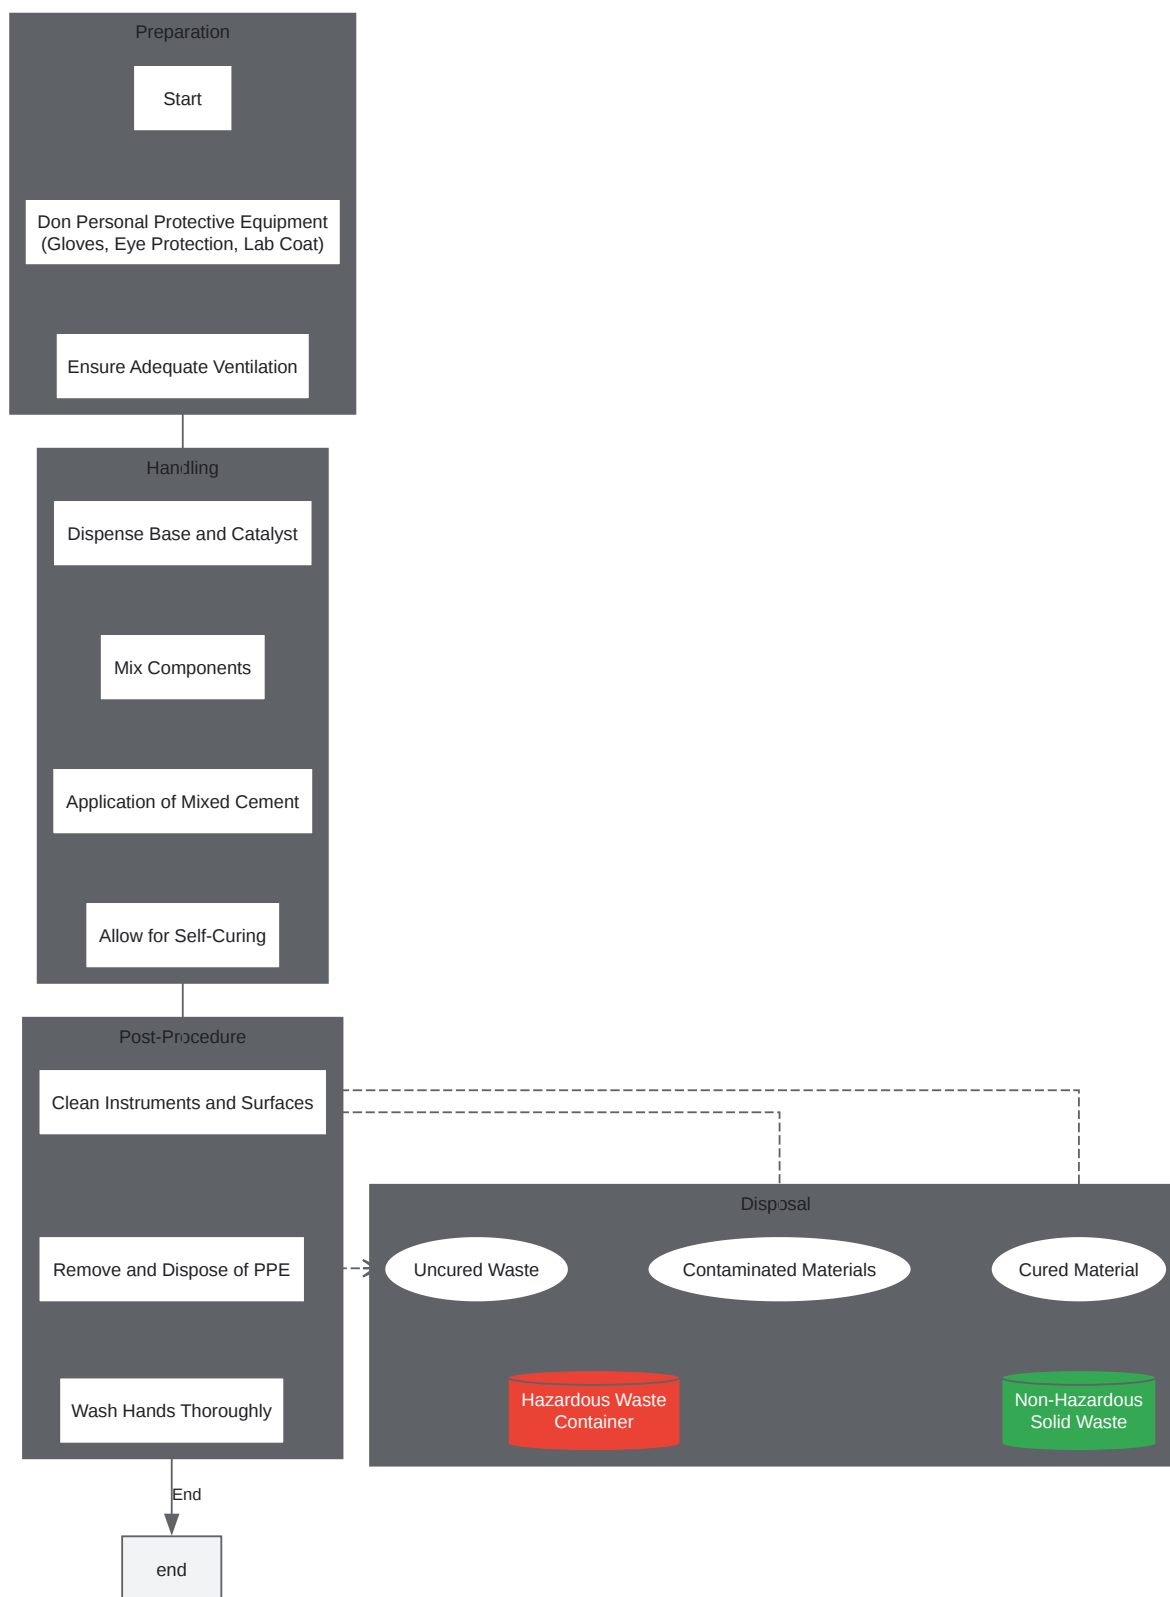 Preparation
Start
Don Personal Protective Equipment
(Gloves, Eye Protection, Lab Coat)
Ensure Adequate Ventilation
Handling
Dispense Base and Catalyst
Mix Components
Application of Mixed Cement
Allow for Self-Curing
Post-Procedure
Clean Instruments and Surfaces
Remove and Dispose of PPE
Wash Hands Thoroughly
Disposal
Uncured Waste
Contaminated Materials
Cured Material
Hazardous Waste
Container
Non-Hazardous
Solid Waste
End
end